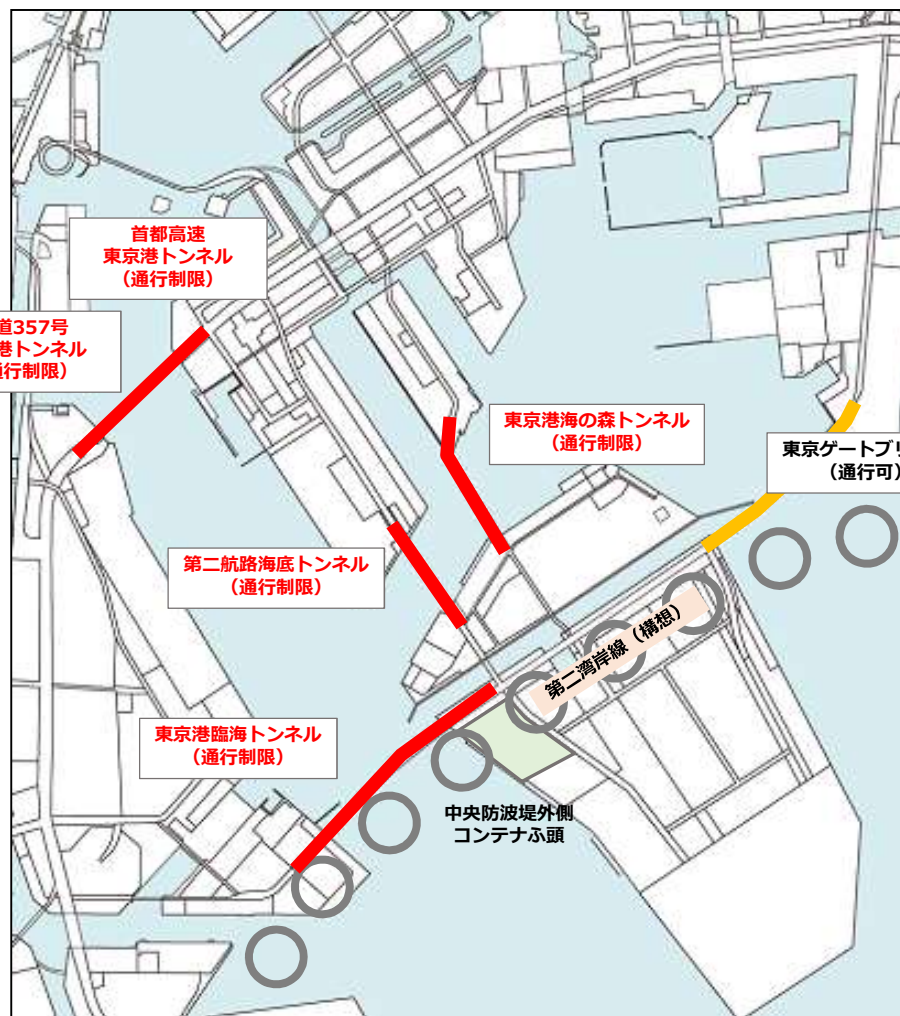 首都高速
東京港トンネル
（通行制限）
道357号
港トンネル
通行制限）
東京港海の森トンネル
（通行制限）
東京ゲートブリ
（通行可）
第二航路海底トンネル
（通行制限）
第二湾岸線（構想）
東京港臨海トンネル
（通行制限）
中央防波堤外側
コンテナふ頭